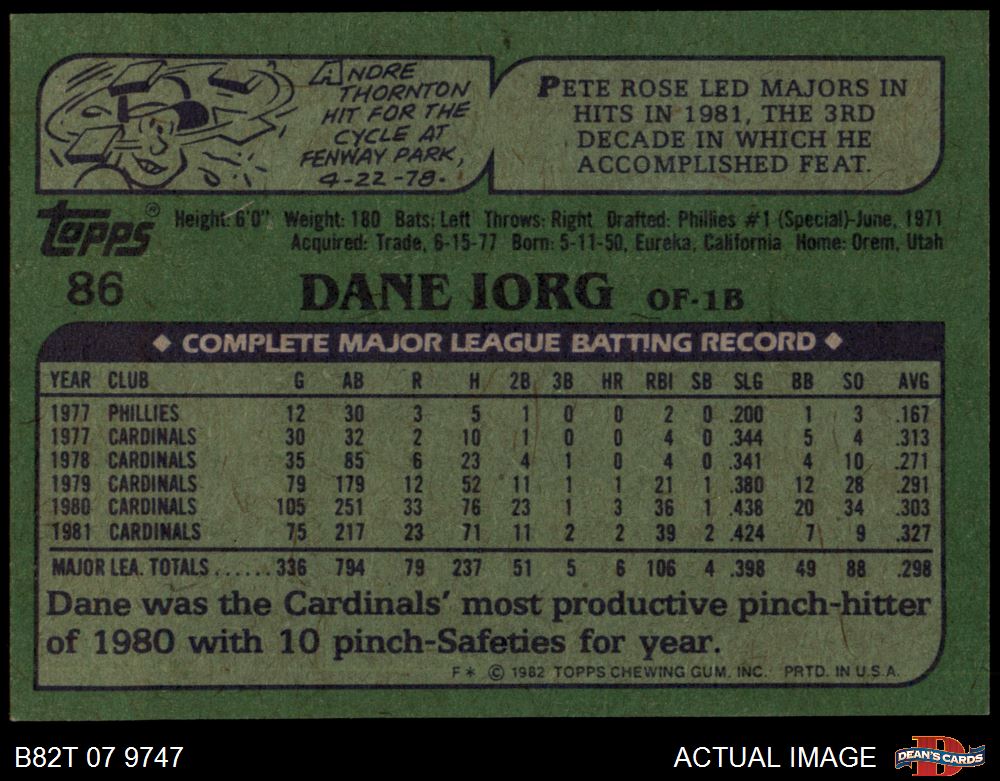 ANDRE
THORNTON
HIT FOR THE
CYCLE AT
FENWAY PARK,
4-22-78.
PETE ROSE LED MAJORS IN
HITS IN 1981, THE 3RD
DECADE IN WHICH HE
ACCOMPLISHED FEAT.
Topps®
Height: 6'0" Weight: 180 Bats: Left Throws: Right Drafted: Phillies #1 (Special)-June, 1971
Acquired: Trade, 6-15-77 Born: 5-11-50, Eureka, California Home: Orem, Utah
86 DANE IORG OF-1B
◆ COMPLETE MAJOR LEAGUE BATTING RECORD ◆
YEAR CLUB G AB R H 2B 3B HR RBI SB SLG BB SO AVG
1977 PHILLIES 12 30 3 5 1 0 0 2 0 .200 1 3 .167
1977 CARDINALS 30 32 2 10 1 0 0 4 0 .344 5 4 .313
1978 CARDINALS 35 85 6 23 4 1 0 4 0 .341 4 10 .271
1979 CARDINALS 79 179 12 52 11 1 1 21 1 .380 12 28 .291
1980 CARDINALS 105 251 33 76 23 1 3 36 1 .438 20 34 .303
1981 CARDINALS 75 217 23 71 11 2 2 39 2 .424 7 9 .327
MAJOR LEA. TOTALS......336 794 79 237 51 5 6 106 4 .398 49 88 .298
Dane was the Cardinals' most productive pinch-hitter
of 1980 with 10 pinch-Safeties for year.
F* © 1982 TOPPS CHEWING GUM, INC. PRTD. IN U.S.A.
B82T 07 9747 ACTUAL IMAGE
D
DEAN'S CARDS